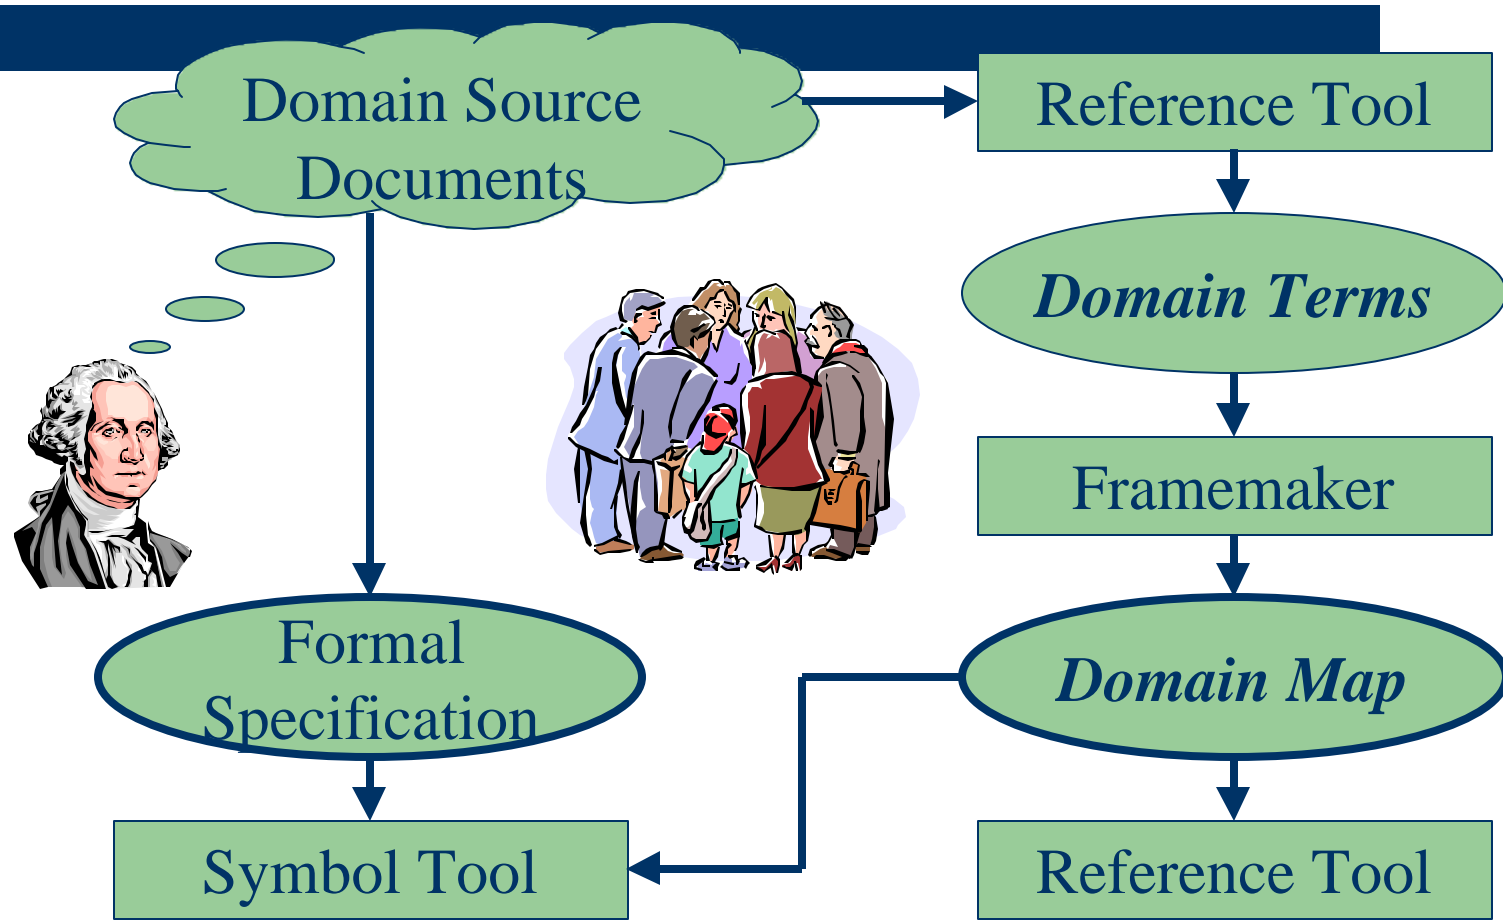 Domain Source
Documents
Reference Tool
Domain Terms
Framemaker
Formal
Specification
Domain Map
Symbol Tool
Reference Tool